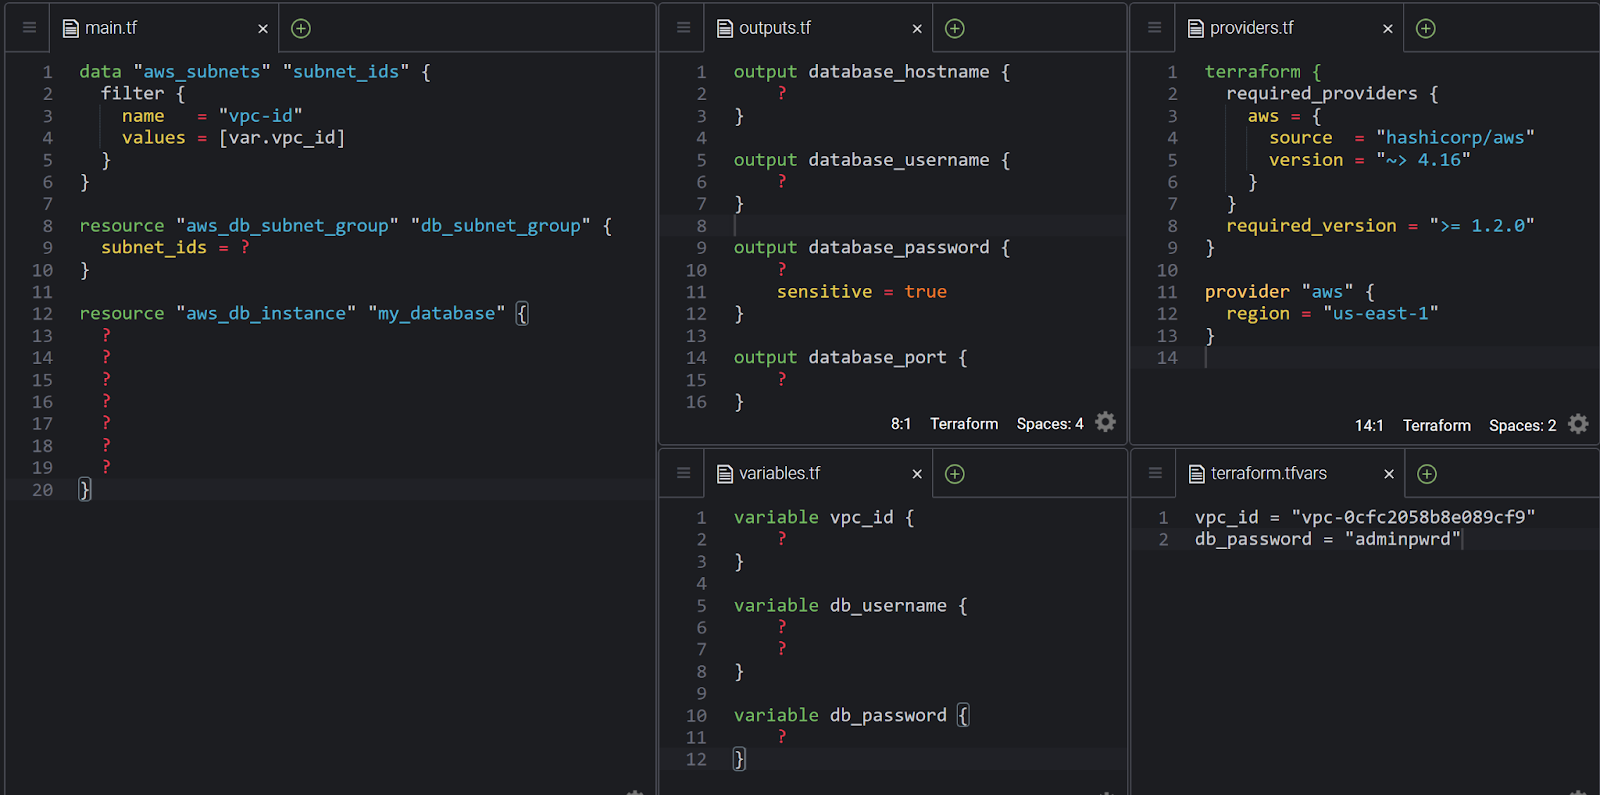 main.tf
1 data "aws_subnets" "subnet_ids" {
2 filter {
3 name = "vpc-id"
4 values = [var.vpc_id]
5 }
6 }
7
8 resource "aws_db_subnet_group" "db_subnet_group" {
9 subnet_ids = ?
10 }
11
12 resource "aws_db_instance" "my_database" {
13 ?
14 ?
15 ?
16 ?
17 ?
18 ?
19 ?
20 }
outputs.tf
1 output database_hostname {
2 ?
3 }
4
5 output database_username {
6 ?
7 }
8
9 output database_password {
10 ?
11 sensitive = true
12 }
13
14 output database_port {
15 ?
16 }
8:1 Terraform Spaces: 4
providers.tf
1 terraform {
2 required_providers {
3 aws = {
4 source = "hashicorp/aws"
5 version = "~> 4.16"
6 }
7 }
8 required_version = ">= 1.2.0"
9 }
10
11 provider "aws" {
12 region = "us-east-1"
13 }
14
14:1 Terraform Spaces: 2
variables.tf
1 variable vpc_id {
2 ?
3 }
4
5 variable db_username {
6 ?
7 ?
8 }
9
10 variable db_password {
11 ?
12 }
terraform.tfvars
1 vpc_id = "vpc-0cfc2058b8e089cf9"
2 db_password = "adminpwrd"